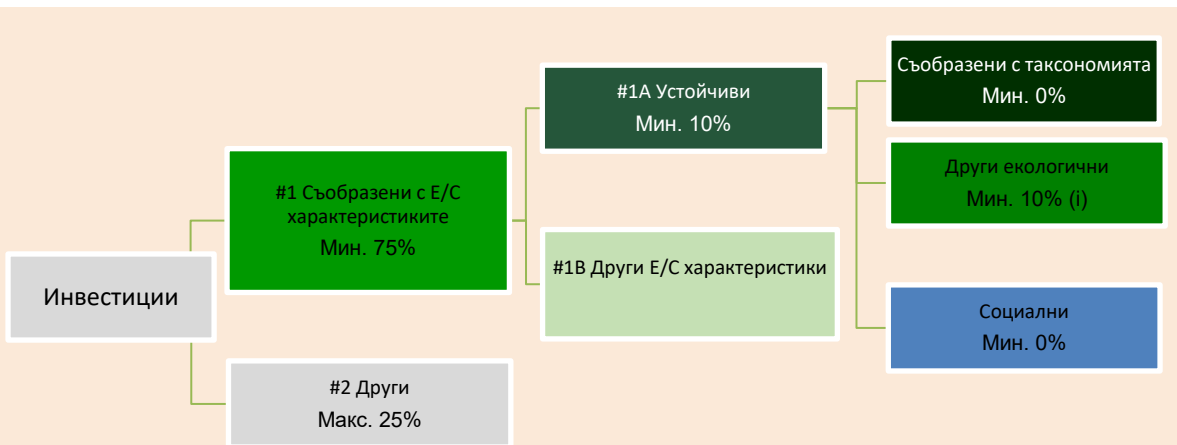 Инвестиции
#1 Съобразени с Е/С
характеристиките
Мин. 75%
#2 Други
Макс. 25%
#1А Устойчиви
Мин. 10%
#1В Други Е/С характеристики
Съобразени с таксономията
Мин. 0%
Други екологични
Мин. 10% (i)
Социални
Мин. 0%